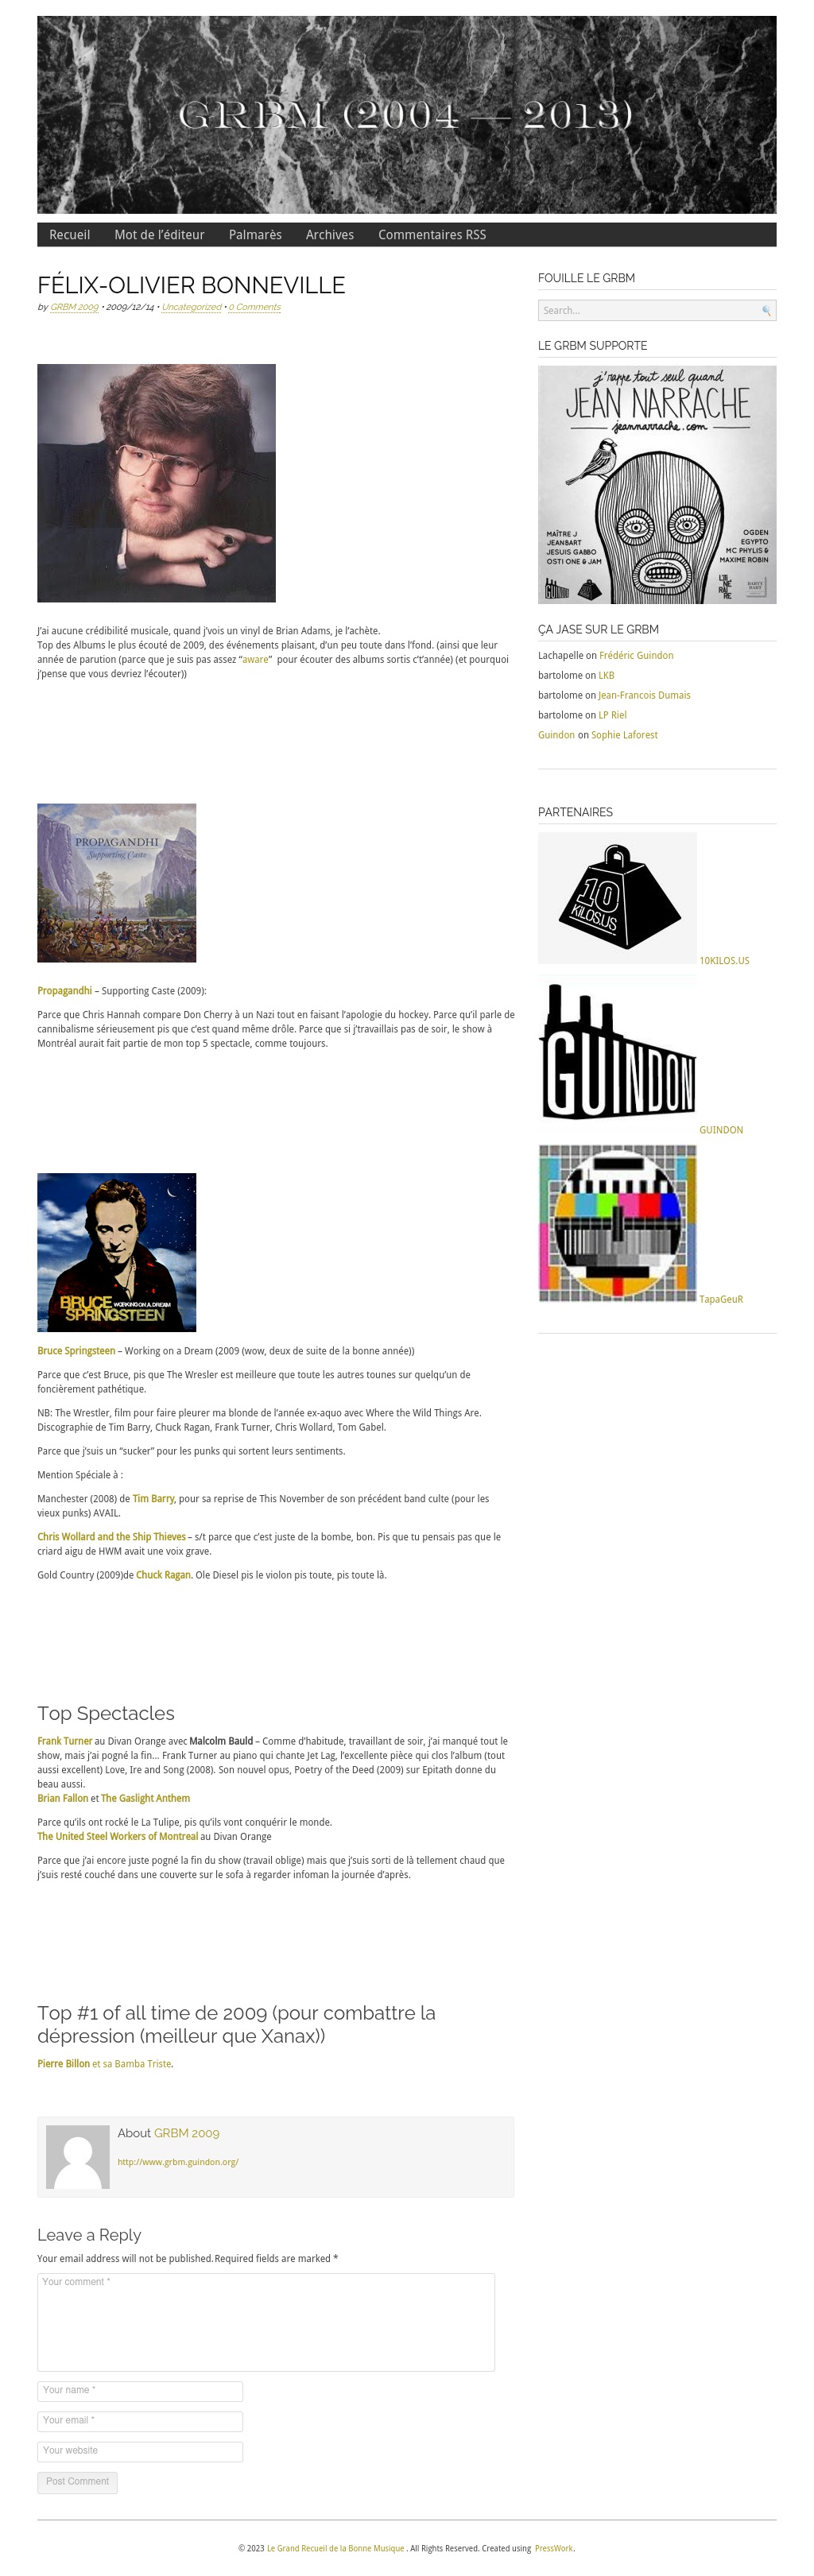 GRBM (2004 — 2013)
Recueil Mot de l’éditeur Palmarès Archives Commentaires RSS
FÉLIX-OLIVIER BONNEVILLE
by GRBM 2009 • 2009/12/14 • Uncategorized • 0 Comments
J’ai aucune crédibilité musicale, quand j’vois un vinyl de Brian Adams, je l’achète.
Top des Albums le plus écouté de 2009, des événements plaisant, d’un peu toute dans l’fond. (ainsi que leur
année de parution (parce que je suis pas assez “aware” pour écouter des albums sortis c’t’année) (et pourquoi
j’pense que vous devriez l’écouter))
PROPAGANDHI
Supporting Caste
Propagandhi – Supporting Caste (2009):
Parce que Chris Hannah compare Don Cherry à un Nazi tout en faisant l’apologie du hockey. Parce qu’il parle de
cannibalisme sérieusement pis que c’est quand même drôle. Parce que si j’travaillais pas de soir, le show à
Montréal aurait fait partie de mon top 5 spectacle, comme toujours.
BRUCE WORKING ON A DREAM
SPRINGSTEEN
Bruce Springsteen – Working on a Dream (2009 (wow, deux de suite de la bonne année))
Parce que c’est Bruce, pis que The Wresler est meilleure que toute les autres tounes sur quelqu’un de
foncièrement pathétique.
NB: The Wrestler, film pour faire pleurer ma blonde de l’année ex-aquo avec Where the Wild Things Are.
Discographie de Tim Barry, Chuck Ragan, Frank Turner, Chris Wollard, Tom Gabel.
Parce que j’suis un “sucker” pour les punks qui sortent leurs sentiments.
Mention Spéciale à :
Manchester (2008) de Tim Barry, pour sa reprise de This November de son précédent band culte (pour les
vieux punks) AVAIL.
Chris Wollard and the Ship Thieves – s/t parce que c’est juste de la bombe, bon. Pis que tu pensais pas que le
criard aigu de HWM avait une voix grave.
Gold Country (2009)de Chuck Ragan. Ole Diesel pis le violon pis toute, pis toute là.
Top Spectacles
Frank Turner au Divan Orange avec Malcolm Bauld – Comme d’habitude, travaillant de soir, j’ai manqué tout le
show, mais j’ai pogné la fin… Frank Turner au piano qui chante Jet Lag, l’excellente pièce qui clos l’album (tout
aussi excellent) Love, Ire and Song (2008). Son nouvel opus, Poetry of the Deed (2009) sur Epitath donne du
beau aussi.
Brian Fallon et The Gaslight Anthem
Parce qu’ils ont rocké le La Tulipe, pis qu’ils vont conquérir le monde.
The United Steel Workers of Montreal au Divan Orange
Parce que j’ai encore juste pogné la fin du show (travail oblige) mais que j’suis sorti de là tellement chaud que
j’suis resté couché dans une couverte sur le sofa à regarder infoman la journée d’après.
Top #1 of all time de 2009 (pour combattre la
dépression (meilleur que Xanax))
Pierre Billon et sa Bamba Triste.
About GRBM 2009
http://www.grbm.guindon.org/
Leave a Reply
Your email address will not be published. Required fields are marked *
Your comment *
Your name *
Your email *
Your website
Post Comment
FOUILLE LE GRBM
Search...
LE GRBM SUPPORTE
j'rappe tout seul quand
JEAN NARRACHE
jeannarrache.com
MAÎTRE J
JEANBART
JESUIS GABBO
OSTI ONE & JAM
OGDEN
EGYPTO
MC PHYLIS &
MAXIME ROBIN
ÇA JASE SUR LE GRBM
Lachapelle on Frédéric Guindon
bartolome on LKB
bartolome on Jean-Francois Dumais
bartolome on LP Riel
Guindon on Sophie Laforest
PARTENAIRES
10
KILOS.US
10KILOS.US
GUINDON
GUINDON
TapaGeuR
© 2023 Le Grand Recueil de la Bonne Musique . All Rights Reserved. Created using PressWork.